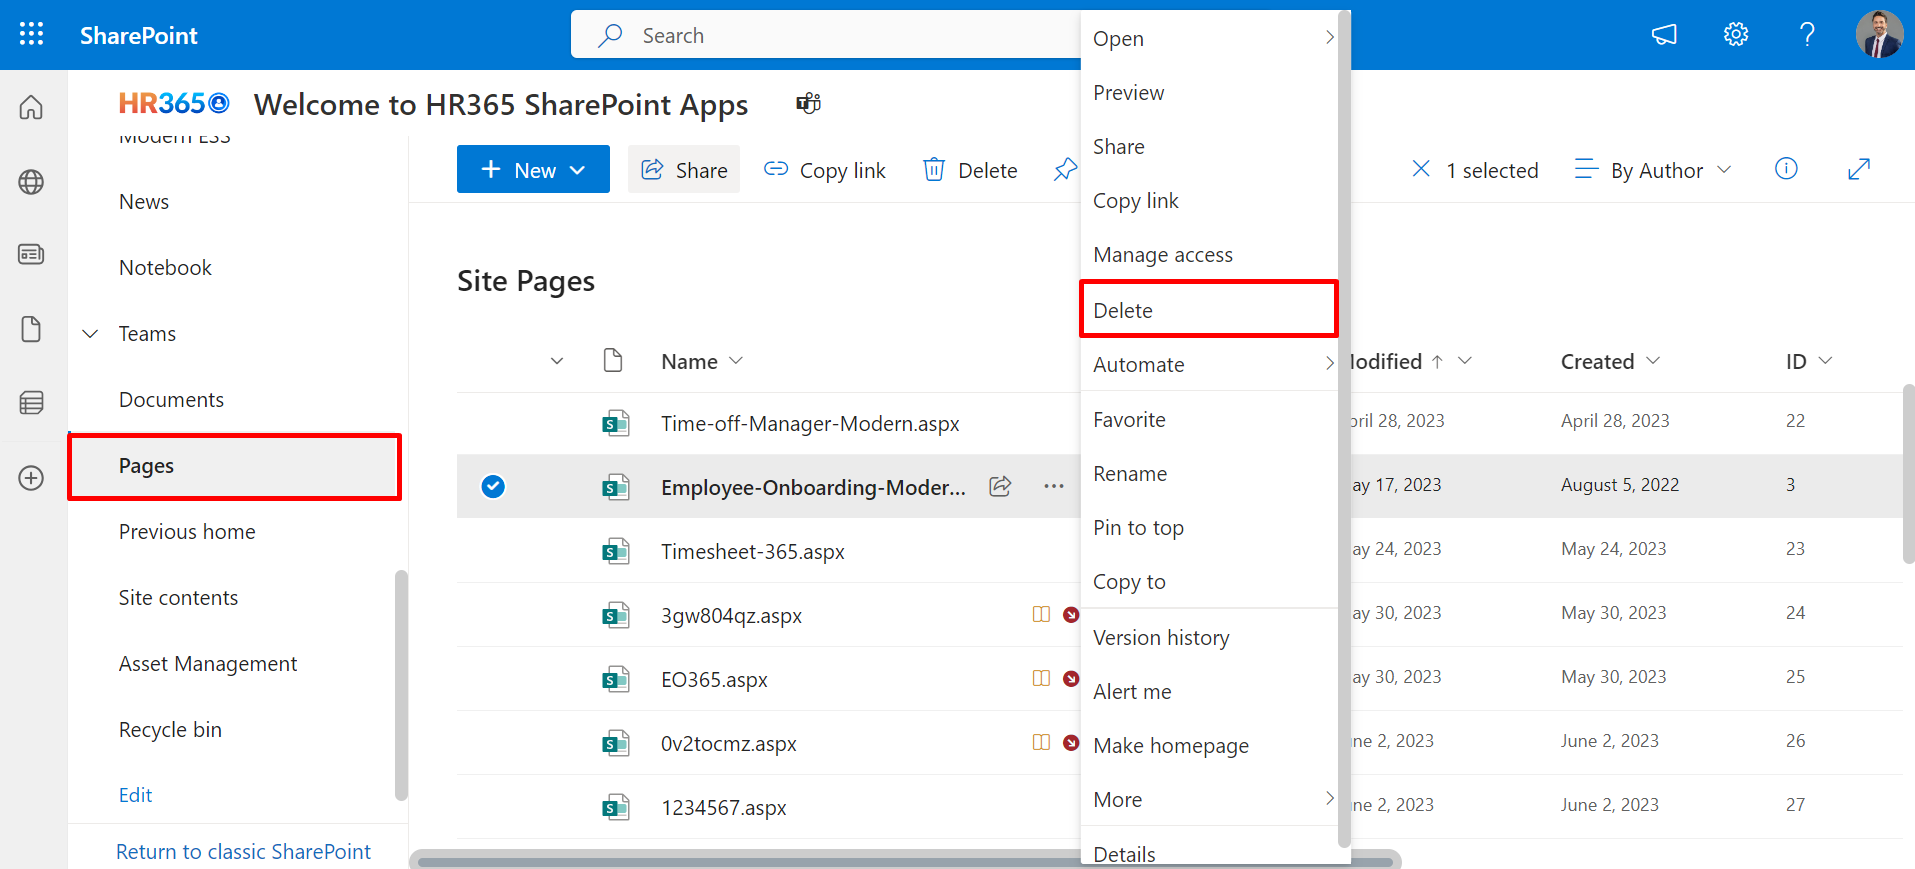 SharePoint
Search
HR365
Welcome to HR365 SharePoint Apps
Modern ESS
News
Notebook
Teams
Documents
Pages
Previous home
Site contents
Asset Management
Recycle bin
Edit
Return to classic SharePoint
New
Share
Copy link
Delete
1 selected
By Author
Site Pages
Name
odified
Created
ID
Time-off-Manager-Modern.aspx
ril 28, 2023
April 28, 2023
22
Employee-Onboarding-Moder...
ay 17, 2023
August 5, 2022
3
Timesheet-365.aspx
ay 24, 2023
May 24, 2023
23
3gw804qz.aspx
ay 30, 2023
May 30, 2023
24
EO365.aspx
ay 30, 2023
May 30, 2023
25
0v2tocmz.aspx
ne 2, 2023
June 2, 2023
26
1234567.aspx
ne 2, 2023
June 2, 2023
27
Open
Preview
Share
Copy link
Manage access
Delete
Automate
Favorite
Rename
Pin to top
Copy to
Version history
Alert me
Make homepage
More
Details